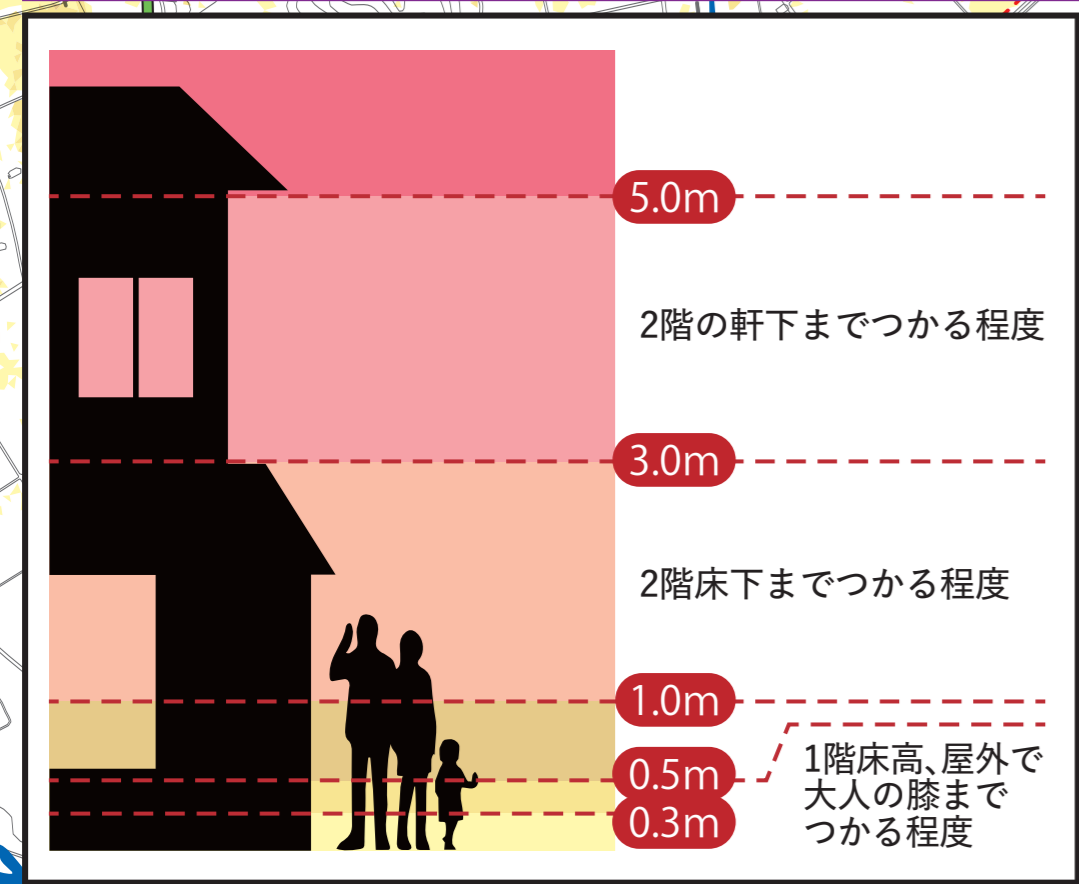 5.0m
2階の軒下までつかる程度
3.0m
2階床下までつかる程度
1.0m
0.5m
0.3m
1階床高、屋外で
大人の膝まで
つかる程度